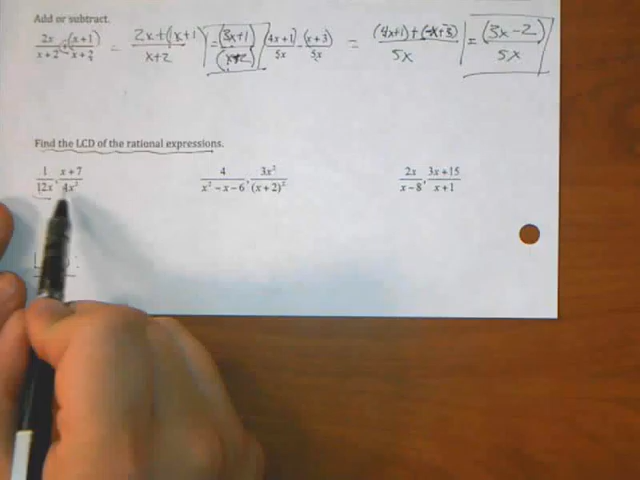 Add or subtract.
2x/(x+2) + (x+1)/(x+2) = (2x+(x+1))/(x+2) = (3x+1)/(x+2) (4x+1)/5x - (x+3)/5x = ((4x+1)+(-x+3))/5x = (3x-2)/5x
Find the LCD of the rational expressions.
1/12x, (x+7)/4x² 4/(x²-x-6), 3x²/(x+2)² 2x/(x-8), (3x+15)/(x+1)